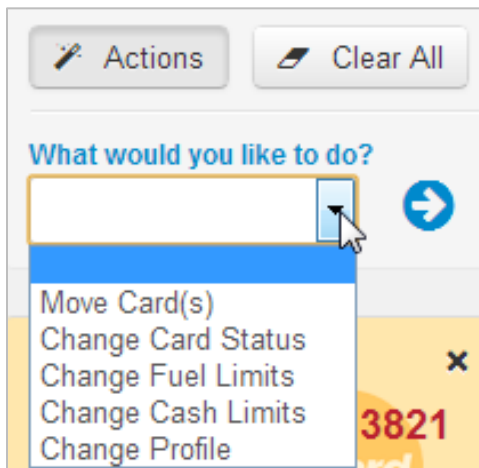 Actions
Clear All
What would you like to do?
Move Card(s)
Change Card Status
Change Fuel Limits
Change Cash Limits
Change Profile
3821